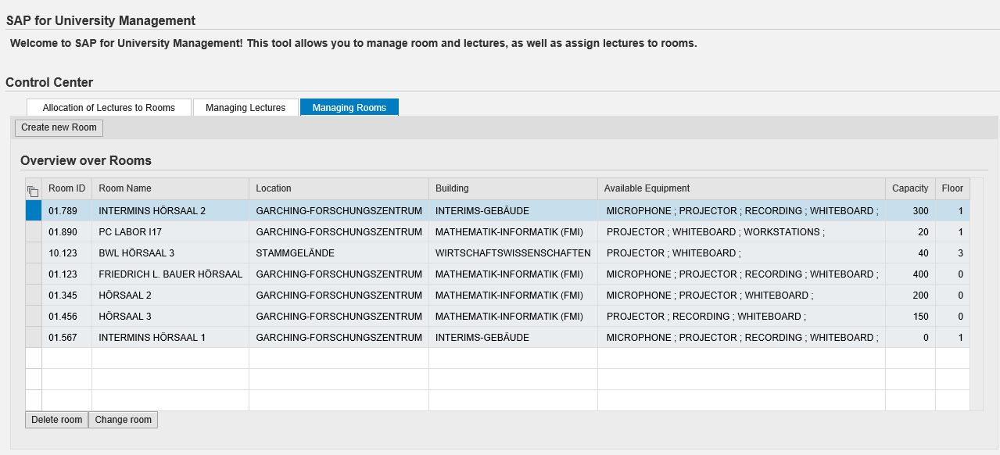 SAP for University Management
Welcome to SAP for University Management! This tool allows you to manage room and lectures, as well as assign lectures to rooms.
Control Center
Allocation of Lectures to Rooms Managing Lectures Managing Rooms
Create new Room
Overview over Rooms
Room ID Room Name Location Building Available Equipment Capacity Floor
01.789 INTERMINS HÖRSAAL 2 GARCHING-FORSCHUNGSZENTRUM INTERIMS-GEBÄUDE MICROPHONE ; PROJECTOR ; RECORDING ; WHITEBOARD ; 300 1
01.890 PC LABOR I17 GARCHING-FORSCHUNGSZENTRUM MATHEMATIK-INFORMATIK (FMI) PROJECTOR ; WHITEBOARD ; WORKSTATIONS ; 20 1
10.123 BWL HÖRSAAL 3 STAMMGELÄNDE WIRTSCHAFTSWISSENSCHAFTEN PROJECTOR ; WHITEBOARD ; 40 3
01.123 FRIEDRICH L. BAUER HÖRSAAL GARCHING-FORSCHUNGSZENTRUM MATHEMATIK-INFORMATIK (FMI) MICROPHONE ; PROJECTOR ; RECORDING ; WHITEBOARD ; 400 0
01.345 HÖRSAAL 2 GARCHING-FORSCHUNGSZENTRUM MATHEMATIK-INFORMATIK (FMI) MICROPHONE ; PROJECTOR ; WHITEBOARD ; 200 0
01.456 HÖRSAAL 3 GARCHING-FORSCHUNGSZENTRUM MATHEMATIK-INFORMATIK (FMI) PROJECTOR ; RECORDING ; WHITEBOARD ; 150 0
01.567 INTERMINS HÖRSAAL 1 GARCHING-FORSCHUNGSZENTRUM INTERIMS-GEBÄUDE MICROPHONE ; PROJECTOR ; RECORDING ; WHITEBOARD ; 0 1
Delete room Change room